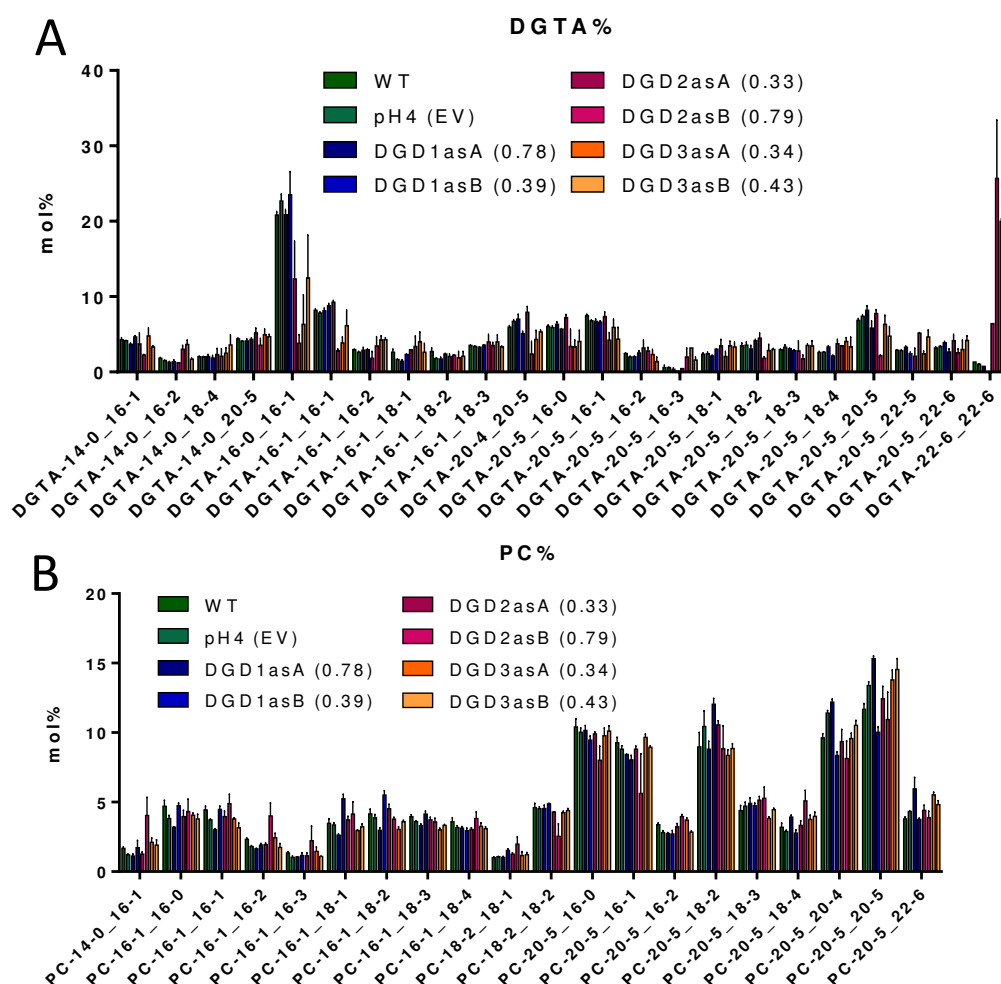 A
DGTA%
40
30
20
10
0
mol%
WT
pH4 (EV)
DGD1asA (0.78)
DGD1asB (0.39)
DGD2asA (0.33)
DGD2asB (0.79)
DGD3asA (0.34)
DGD3asB (0.43)
DGTA-14-0_16-1
DGTA-14-0_16-2
DGTA-14-0_18-4
DGTA-14-0_20-5
DGTA-16-0_16-1
DGTA-16-1_16-1
DGTA-16-1_16-2
DGTA-16-1_18-1
DGTA-16-1_18-2
DGTA-16-1_18-3
DGTA-20-4_20-5
DGTA-20-5_16-0
DGTA-20-5_16-1
DGTA-20-5_16-2
DGTA-20-5_16-3
DGTA-20-5_18-1
DGTA-20-5_18-2
DGTA-20-5_18-3
DGTA-20-5_18-4
DGTA-20-5_20-5
DGTA-20-5_22-5
DGTA-20-5_22-6
DGTA-22-6_22-6
B
PC%
20
15
10
5
0
mol%
WT
pH4 (EV)
DGD1asA (0.78)
DGD1asB (0.39)
DGD2asA (0.33)
DGD2asB (0.79)
DGD3asA (0.34)
DGD3asB (0.43)
PC-14-0_16-1
PC-16-1_16-0
PC-16-1_16-1
PC-16-1_16-2
PC-16-1_16-3
PC-16-1_18-1
PC-16-1_18-2
PC-16-1_18-3
PC-16-1_18-4
PC-18-2_18-1
PC-18-2_18-2
PC-20-5_16-0
PC-20-5_16-1
PC-20-5_16-2
PC-20-5_18-2
PC-20-5_18-3
PC-20-5_18-4
PC-20-5_20-4
PC-20-5_20-5
PC-20-5_22-6